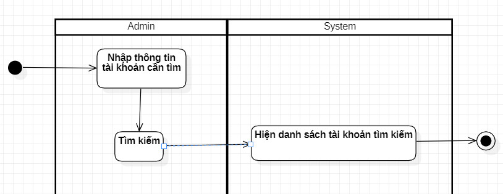 Admin
System
Nhập thông tin
tài khoản cần tìm
Tìm kiếm
Hiện danh sách tài khoản tìm kiếm